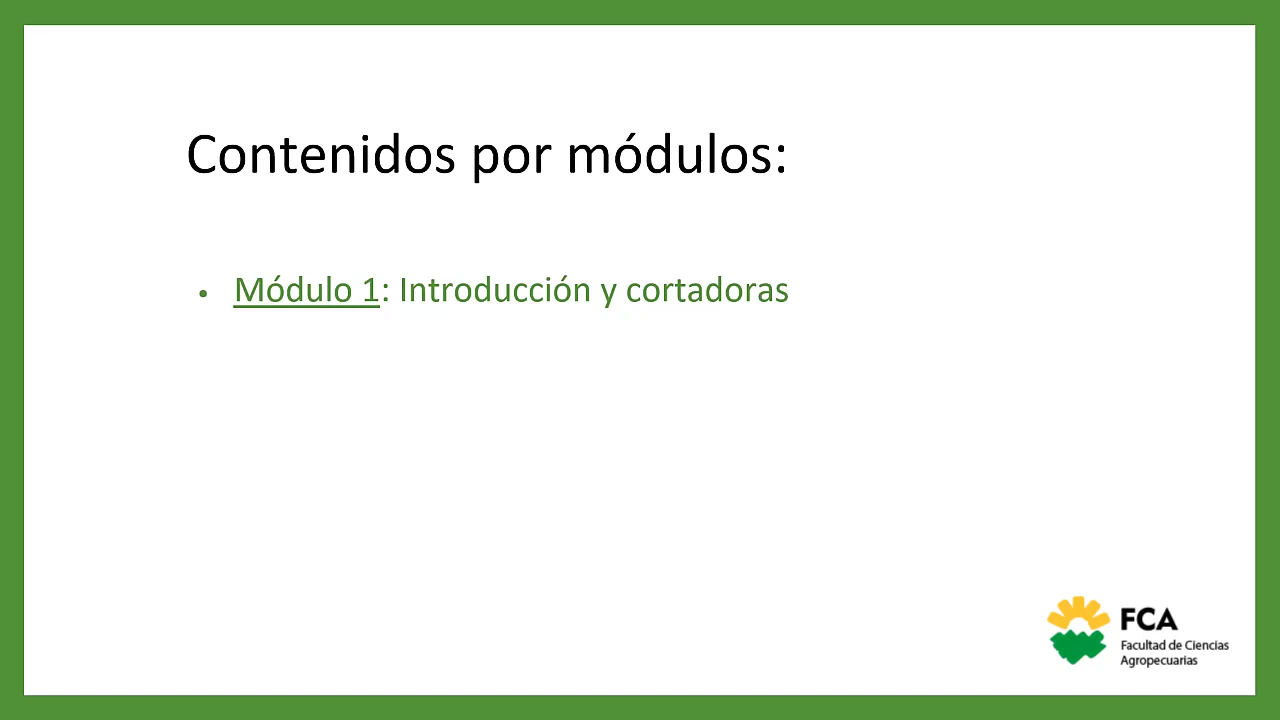 Contenidos por módulos:
• Módulo 1: Introducción y cortadoras
FCA
Facultad de Ciencias
Agropecuarias